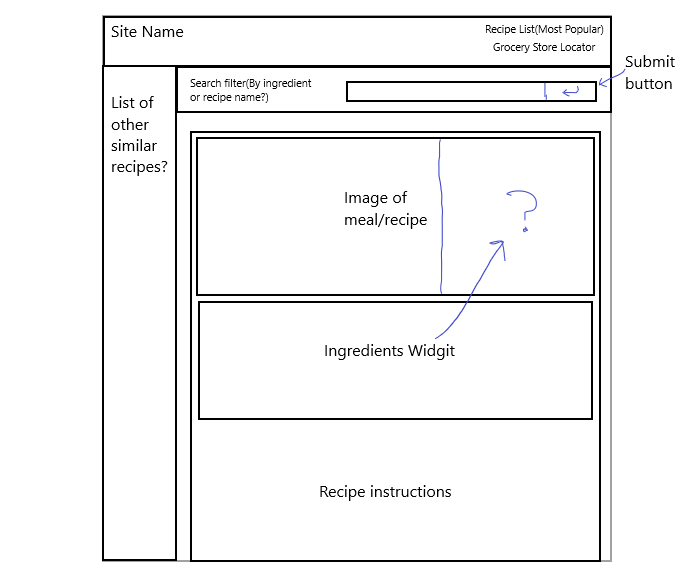 Site Name
Recipe List(Most Popular)
Grocery Store Locator
Submit
button
Search filter(By ingredient
or recipe name?)
List of
other
similar
recipes?
Image of
meal/recipe
?
Ingredients Widgit
Recipe instructions